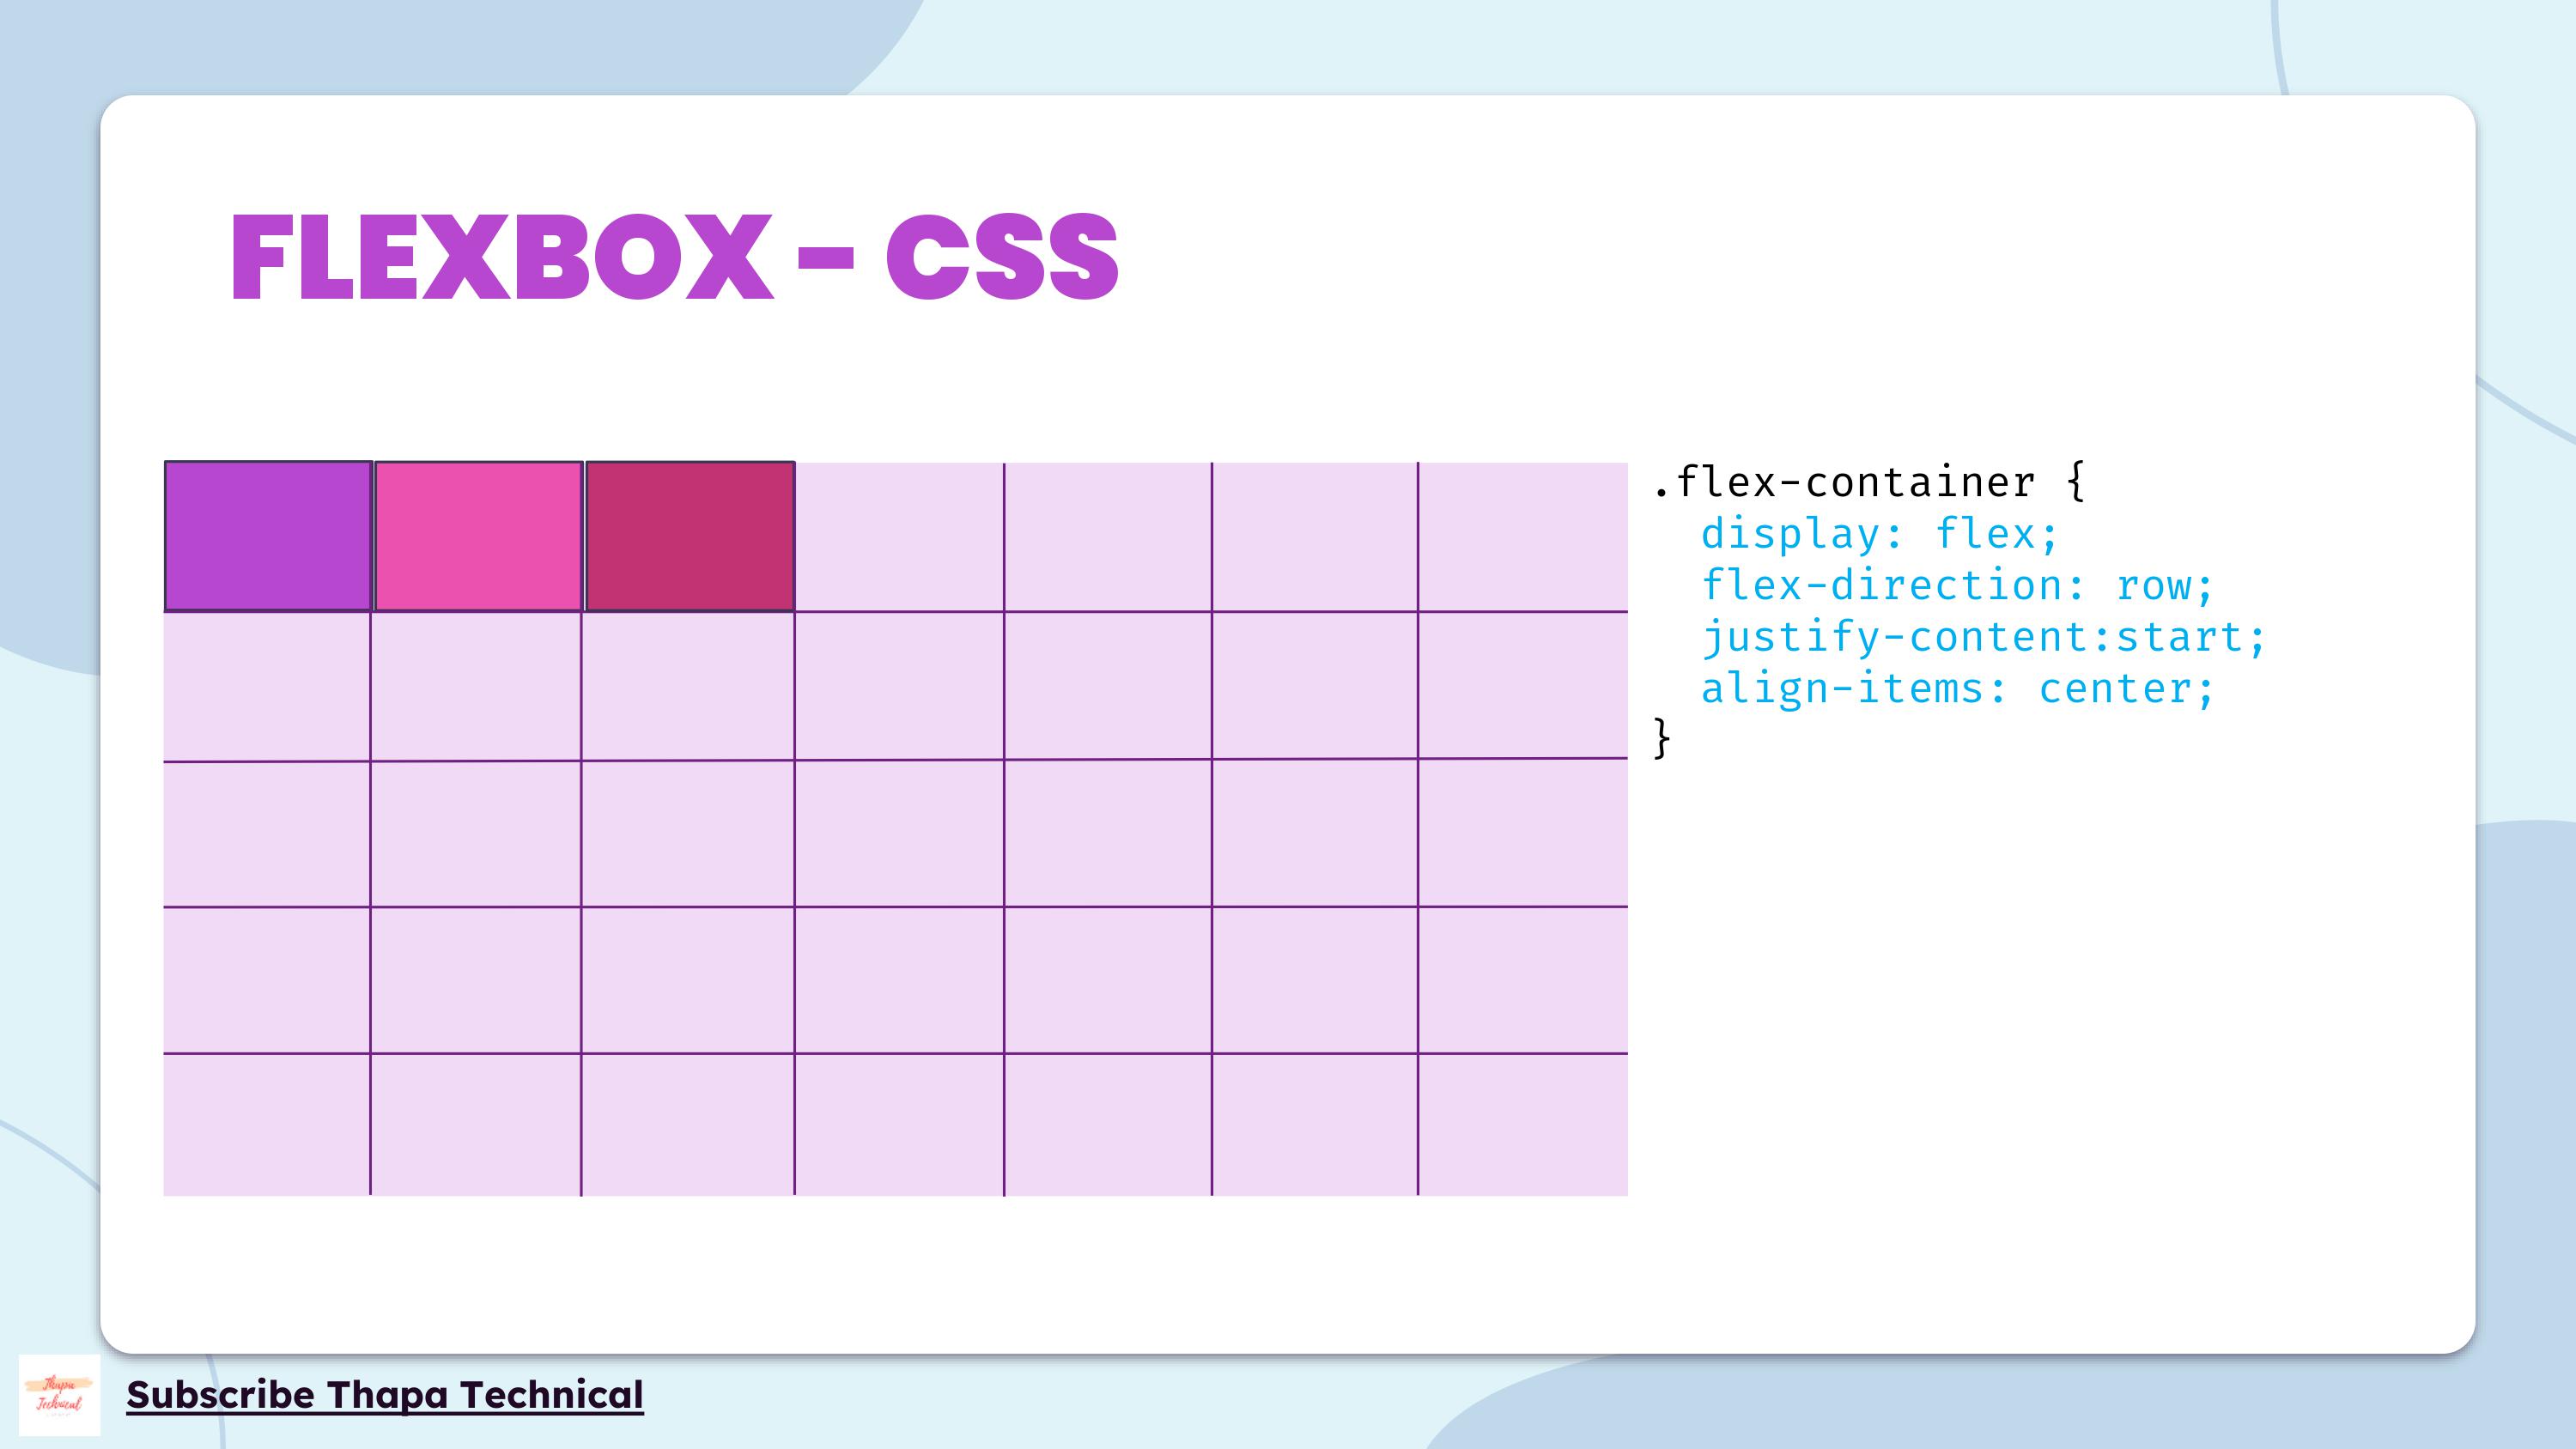 FLEXBOX - CSS
.flex-container {
  display: flex;
  flex-direction: row;
  justify-content:start;
  align-items: center;
}
Thapa
Technical
Subscribe Thapa Technical